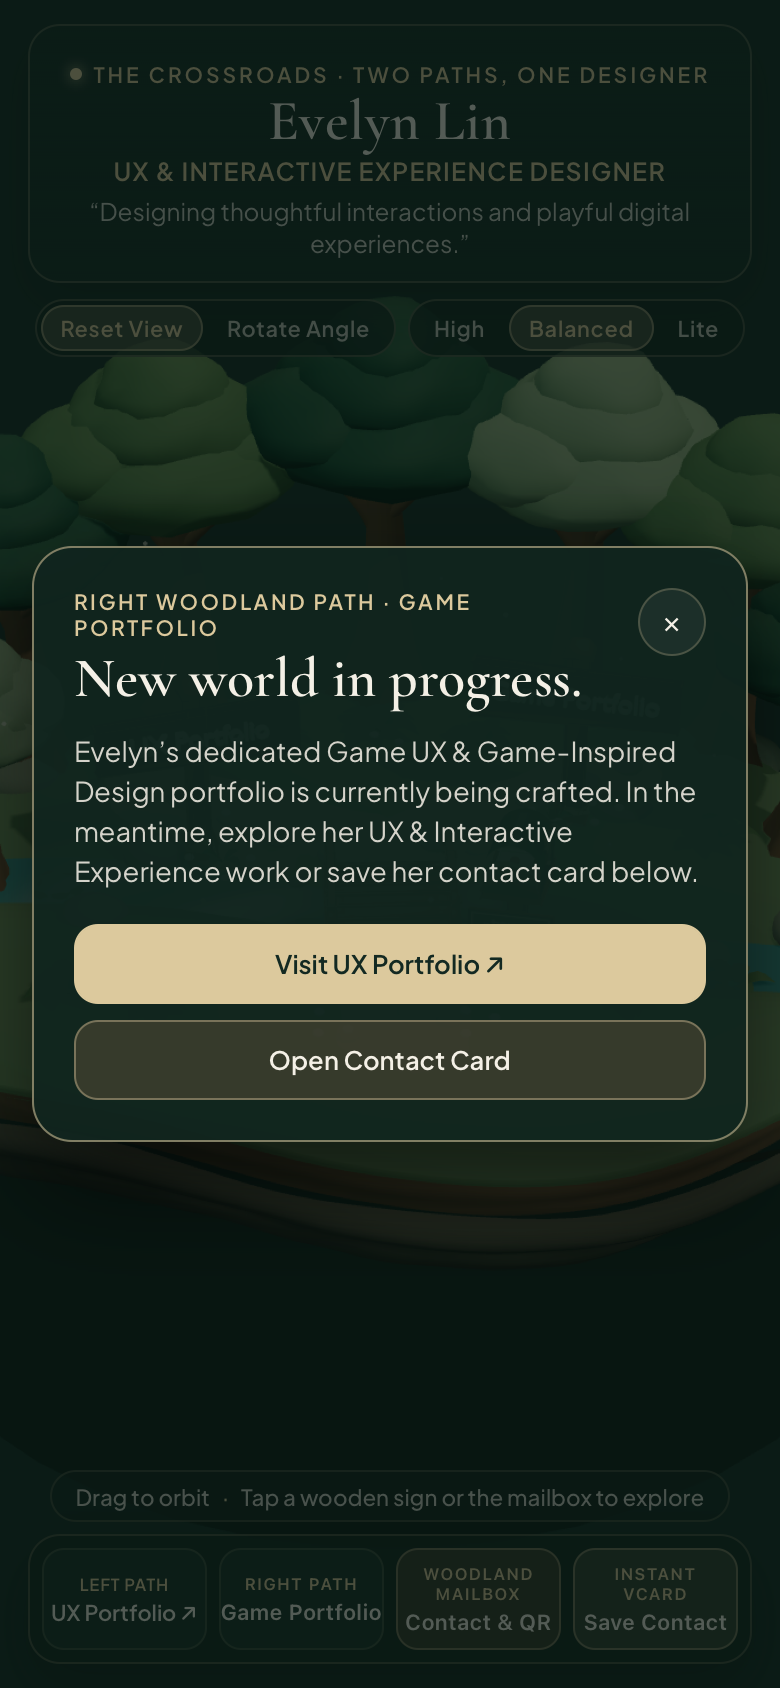 THE CROSSROADS · TWO PATHS, ONE DESIGNER
Evelyn Lin
UX & INTERACTIVE EXPERIENCE DESIGNER
“Designing thoughtful interactions and playful digital
experiences.”
Reset View Rotate Angle High Balanced Lite
RIGHT WOODLAND PATH · GAME
PORTFOLIO
×
New world in progress.
Evelyn’s dedicated Game UX & Game-Inspired
Design portfolio is currently being crafted. In the
meantime, explore her UX & Interactive
Experience work or save her contact card below.
Visit UX Portfolio ↗
Open Contact Card
Drag to orbit · Tap a wooden sign or the mailbox to explore
LEFT PATH
UX Portfolio ↗
RIGHT PATH
Game Portfolio
WOODLAND
MAILBOX
Contact & QR
INSTANT
VCARD
Save Contact